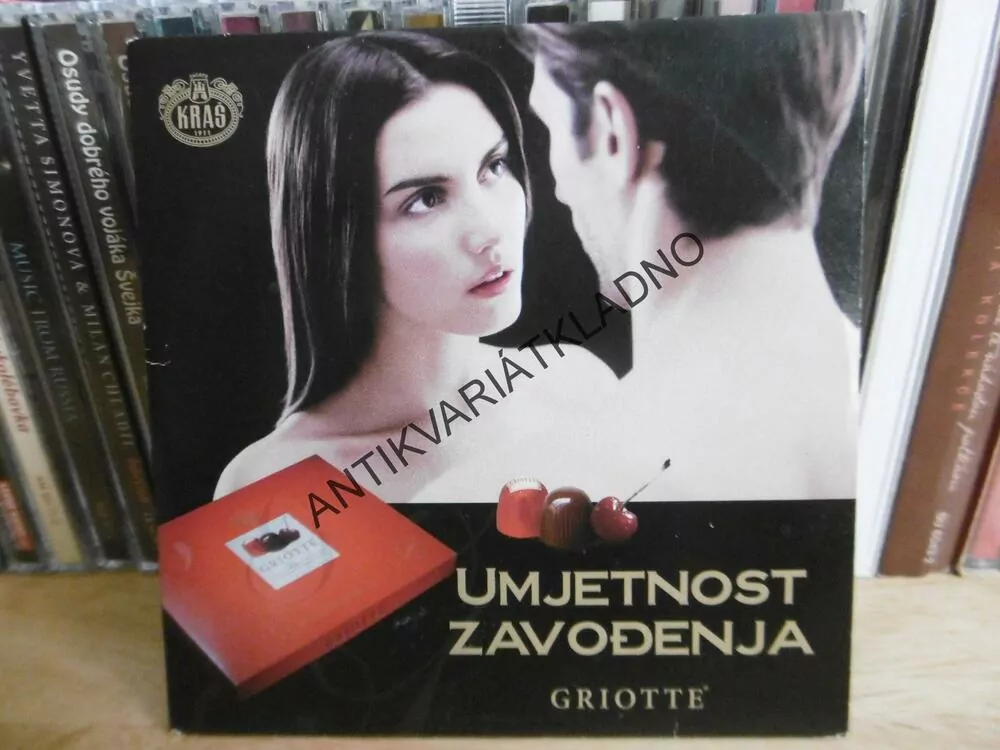 KRAŠ
1911
UMJETNOST
ZAVOĐENJA
GRIOTTE
GRIOTTE
ANTIKVARIÁTKLADNO
YVETTA SIMONOVÁ & MILAN CHLADIL
Osudy dobrého vojáka Švejka
MUSIC FROM RUSSIA